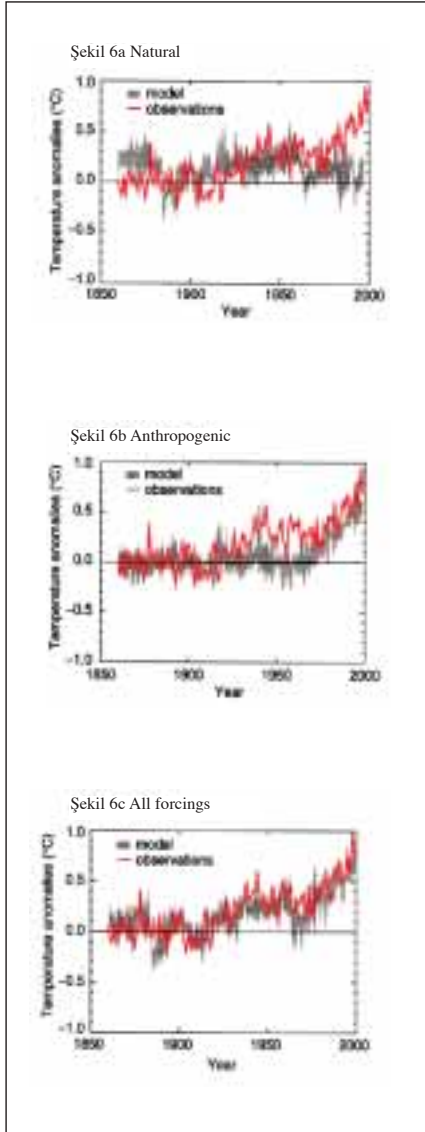 Şekil 6a Natural
1.0
model
observations
0.5
0.0
−0.5
−1.0
Temperature anomalies (°C)
1850
1900
1950
2000
Year
Şekil 6b Anthropogenic
1.0
model
observations
0.5
0.0
−0.5
−1.0
Temperature anomalies (°C)
1850
1900
1950
2000
Year
Şekil 6c All forcings
1.0
model
observations
0.5
0.0
−0.5
−1.0
Temperature anomalies (°C)
1850
1900
1950
2000
Year